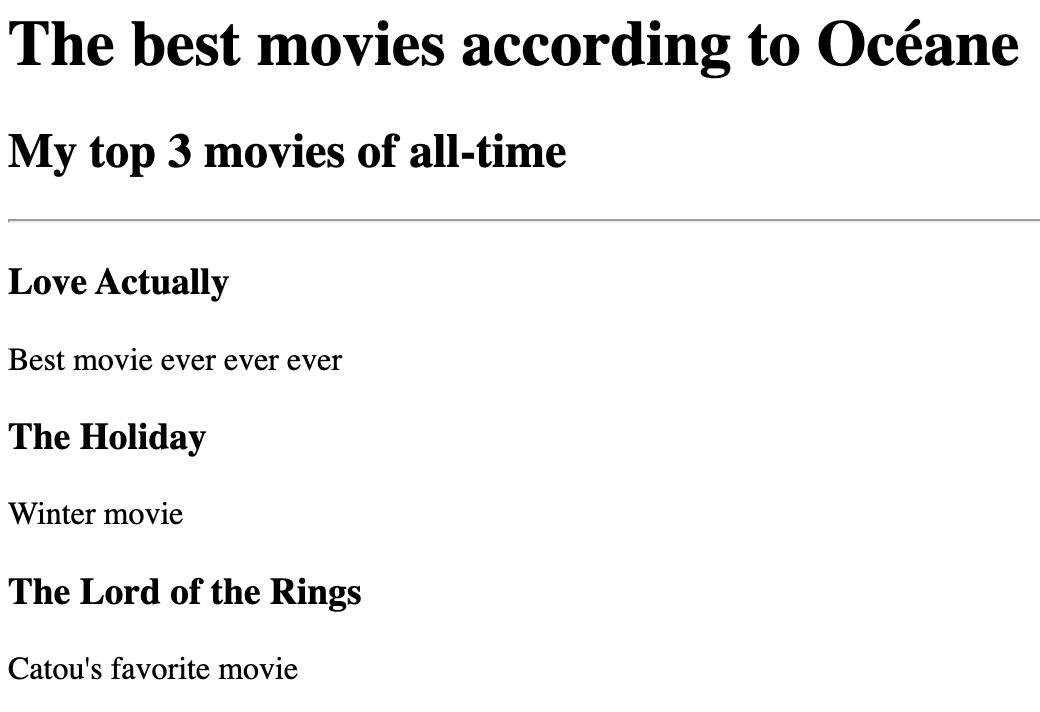 The best movies according to Océane
My top 3 movies of all-time
Love Actually
Best movie ever ever ever
The Holiday
Winter movie
The Lord of the Rings
Catou's favorite movie